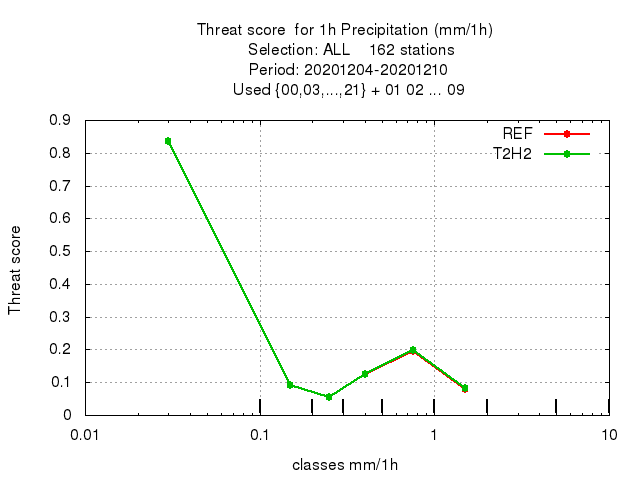 Threat score  for 1h Precipitation (mm/1h)
Selection: ALL    162 stations
Period: 20201204-20201210
Used {00,03,...,21} + 01 02 ... 09
REF
T2H2
Threat score
0.9
0.8
0.7
0.6
0.5
0.4
0.3
0.2
0.1
0
0.01 0.1 1 10
classes mm/1h